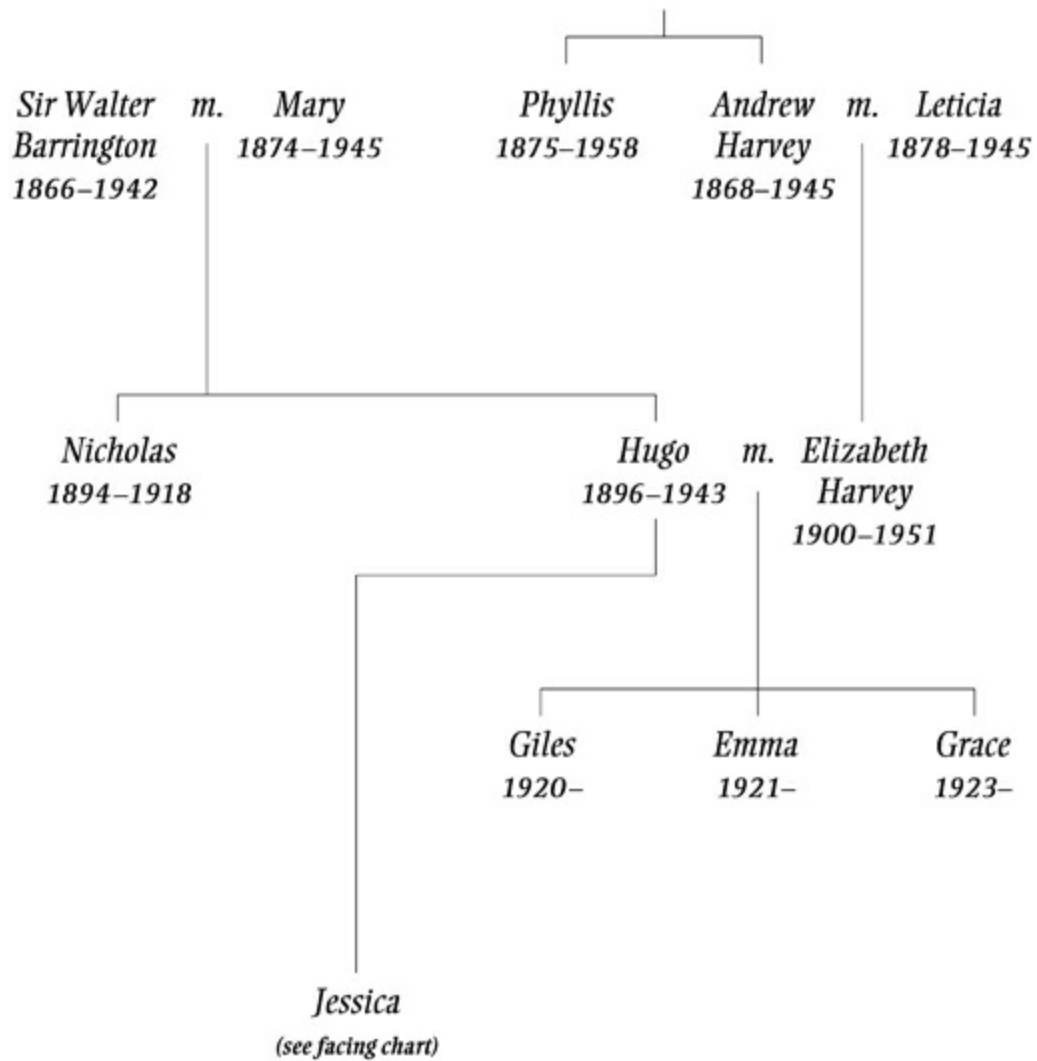 Sir Walter m. Mary Phyllis Andrew m. Leticia
Barrington 1874–1945 1875–1958 Harvey 1878–1945
1866–1942 1868–1945
Nicholas Hugo m. Elizabeth
1894–1918 1896–1943 Harvey
1900–1951
Giles Emma Grace
1920– 1921– 1923–
Jessica
(see facing chart)